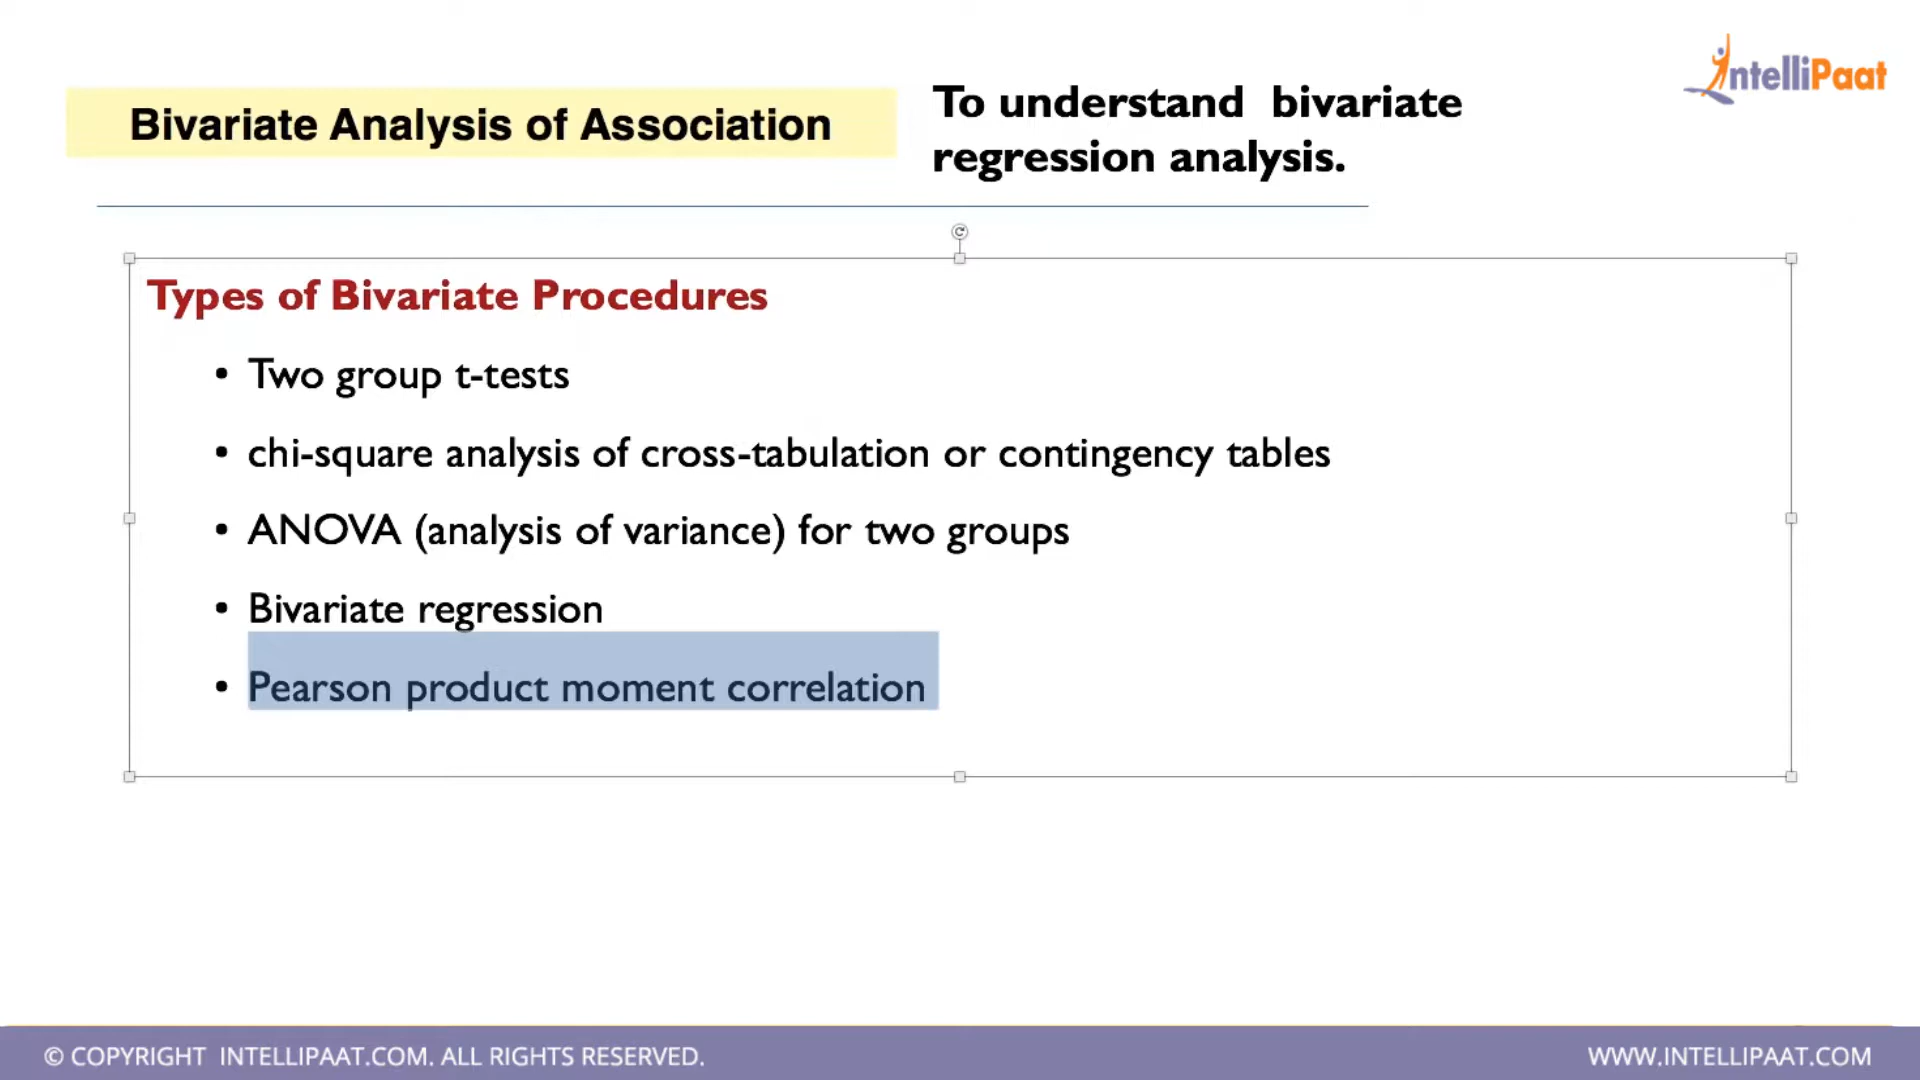 IntelliPaat
Bivariate Analysis of Association
To understand bivariate
regression analysis.
Types of Bivariate Procedures
• Two group t-tests
• chi-square analysis of cross-tabulation or contingency tables
• ANOVA (analysis of variance) for two groups
• Bivariate regression
• Pearson product moment correlation
© COPYRIGHT INTELLIPAAT.COM. ALL RIGHTS RESERVED.
WWW.INTELLIPAAT.COM